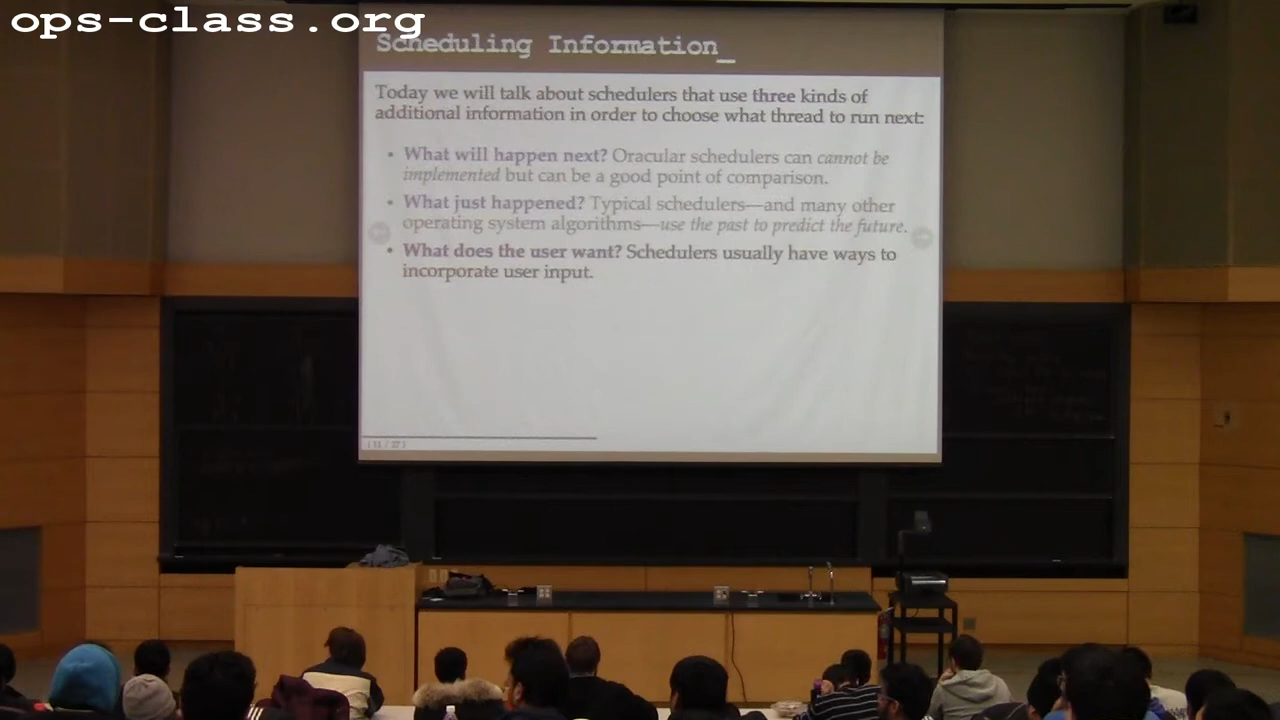 ops-class.org
Scheduling Information_
Today we will talk about schedulers that use three kinds of
additional information in order to choose what thread to run next:
• What will happen next? Oracular schedulers can cannot be
implemented but can be a good point of comparison.
• What just happened? Typical schedulers—and many other
operating system algorithms—use the past to predict the future.
• What does the user want? Schedulers usually have ways to
incorporate user input.